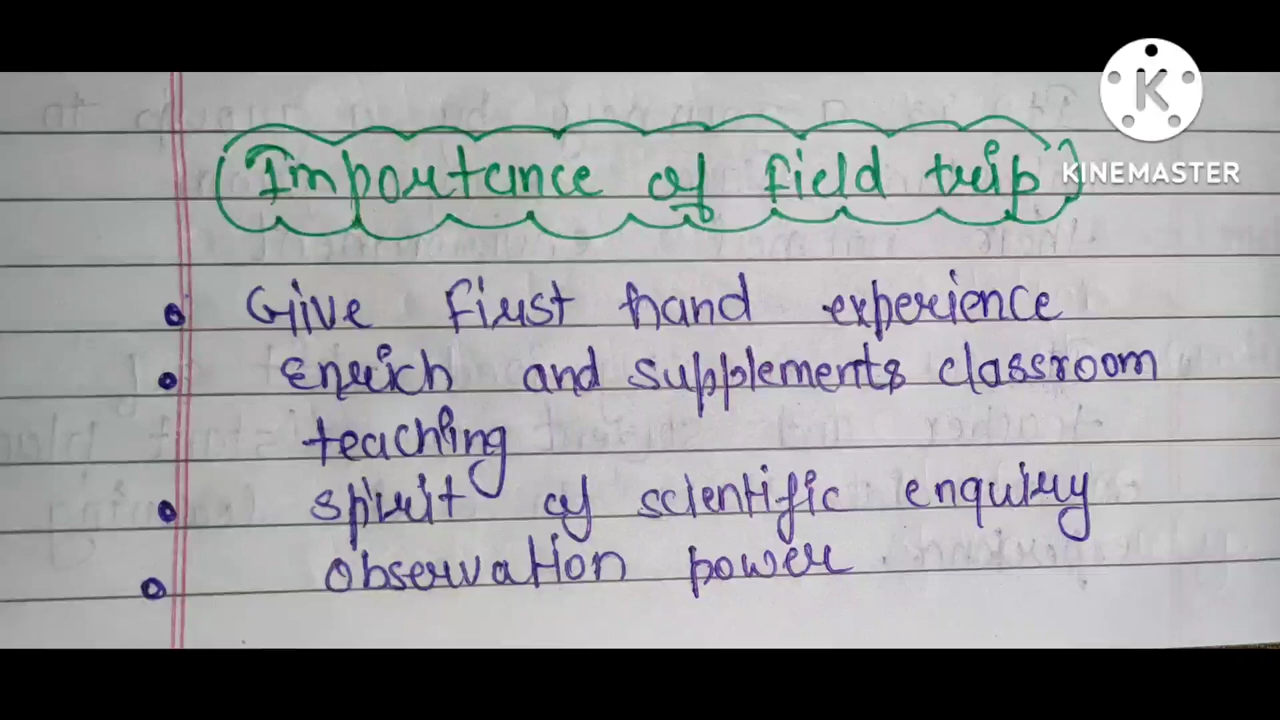 Importance of field trip
KINEMASTER
• Give first hand experience
• Enrich and supplements classroom
teaching
• spirit of scientific enquiry
• observation power